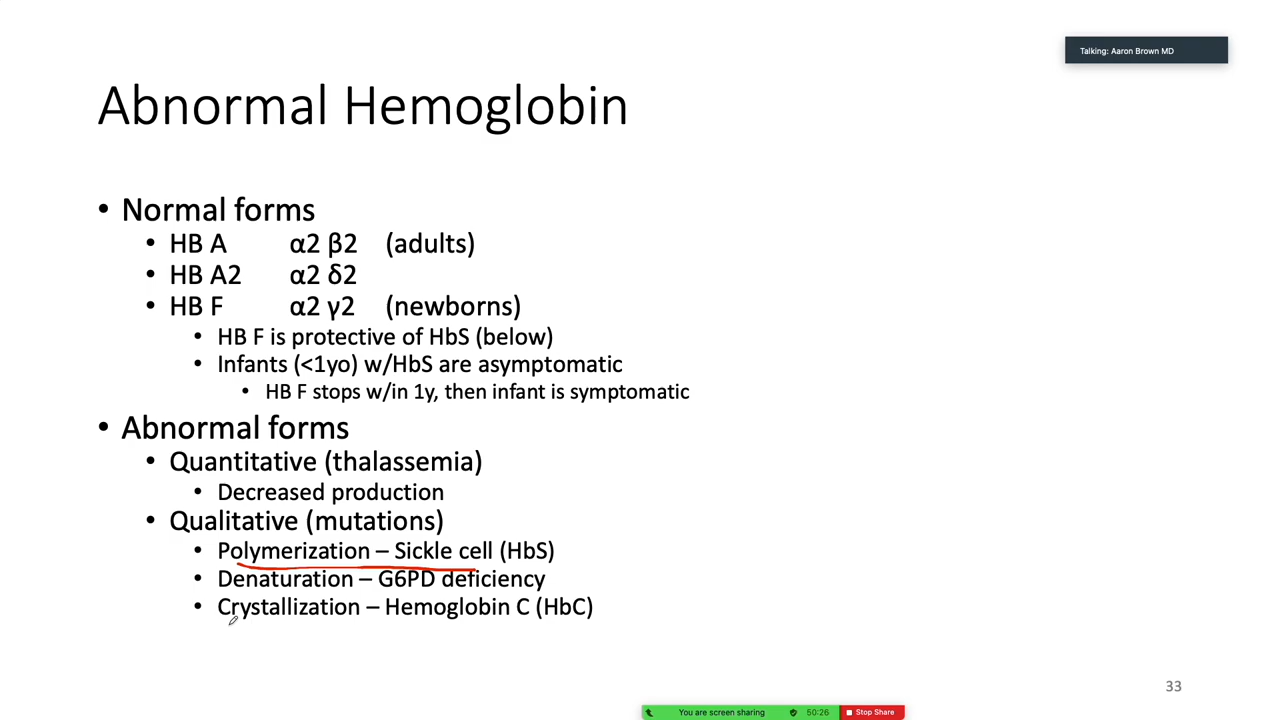 Talking: Aaron Brown MD
Abnormal Hemoglobin
• Normal forms
• HB A α2 β2 (adults)
• HB A2 α2 δ2
• HB F α2 γ2 (newborns)
• HB F is protective of HbS (below)
• Infants (<1yo) w/HbS are asymptomatic
• HB F stops w/in 1y, then infant is symptomatic
• Abnormal forms
• Quantitative (thalassemia)
• Decreased production
• Qualitative (mutations)
• Polymerization – Sickle cell (HbS)
• Denaturation – G6PD deficiency
• Crystallization – Hemoglobin C (HbC)
33
You are screen sharing 50:26 Stop Share